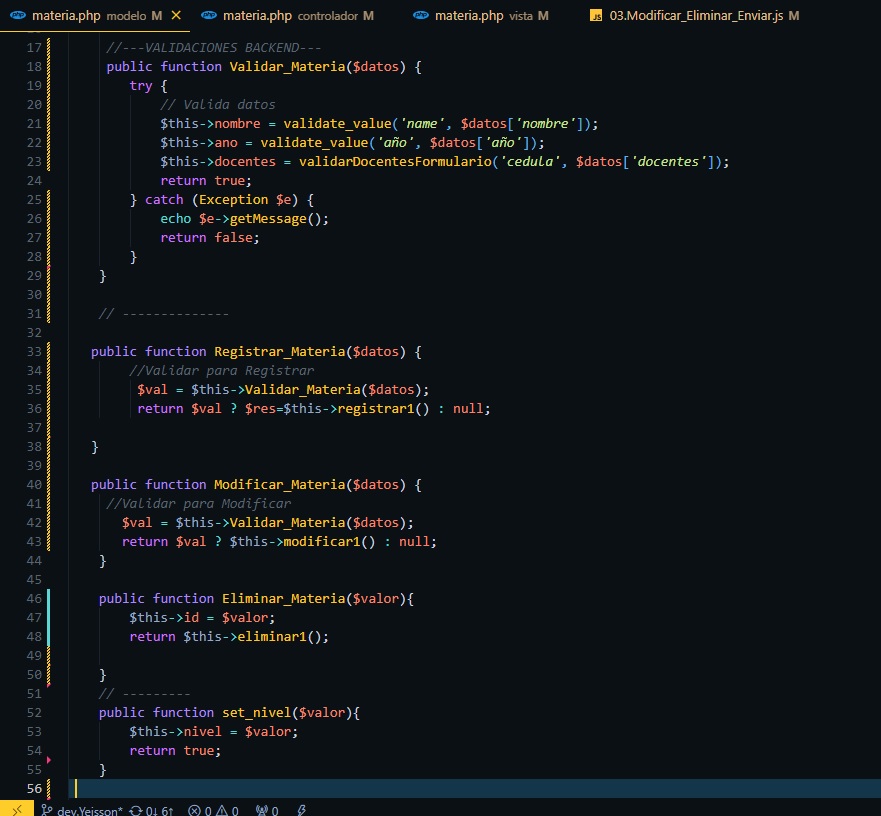 materia.php modelo M × materia.php controlador M materia.php vista M JS 03.Modificar_Eliminar_Enviar.js M
17 //---VALIDACIONES BACKEND---
18 public function Validar_Materia($datos) {
19 try {
20 // Valida datos
21 $this->nombre = validate_value('name', $datos['nombre']);
22 $this->ano = validate_value('año', $datos['año']);
23 $this->docentes = validarDocentesFormulario('cedula', $datos['docentes']);
24 return true;
25 } catch (Exception $e) {
26 echo $e->getMessage();
27 return false;
28 }
29 }
30
31 // --------------
32
33 public function Registrar_Materia($datos) {
34 //Validar para Registrar
35 $val = $this->Validar_Materia($datos);
36 return $val ? $res=$this->registrar1() : null;
37
38 }
39
40 public function Modificar_Materia($datos) {
41 //Validar para Modificar
42 $val = $this->Validar_Materia($datos);
43 return $val ? $this->modificar1() : null;
44 }
45
46 public function Eliminar_Materia($valor){
47 $this->id = $valor;
48 return $this->eliminar1();
49
50 }
51 // ---------
52 public function set_nivel($valor){
53 $this->nivel = $valor;
54 return true;
55 }
56
dev.Yeisson* 0↓ 6↑ 0 0 0